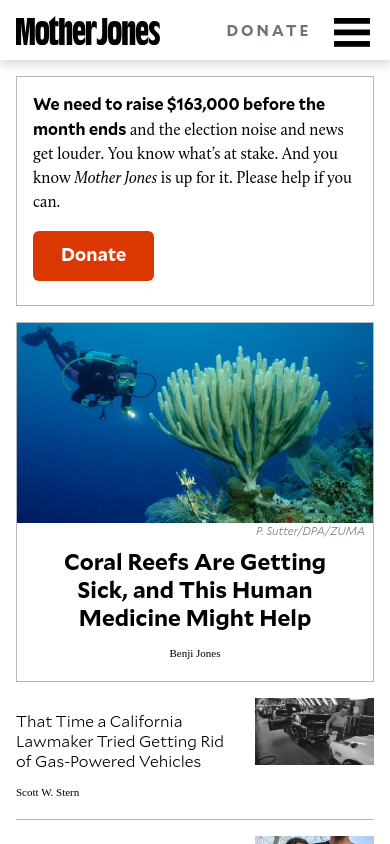 Mother Jones
DONATE
We need to raise $163,000 before the
month ends and the election noise and news
get louder. You know what’s at stake. And you
know Mother Jones is up for it. Please help if you
can.
Donate
P. Sutter/DPA/ZUMA
Coral Reefs Are Getting
Sick, and This Human
Medicine Might Help
Benji Jones
That Time a California
Lawmaker Tried Getting Rid
of Gas-Powered Vehicles
Scott W. Stern